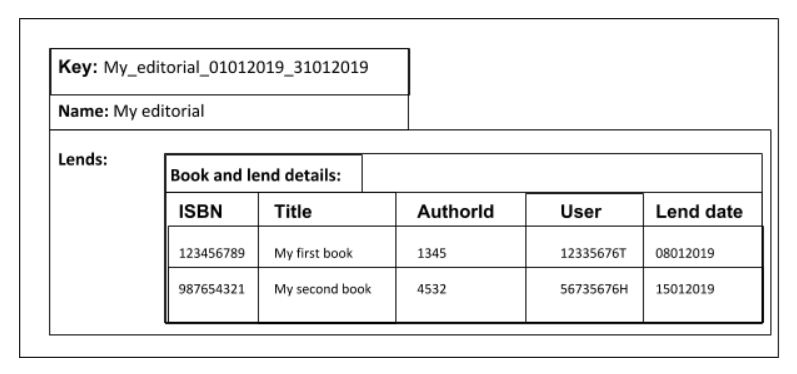 Key: My_editorial_01012019_31012019
Name: My editorial
Lends:
Book and lend details:
ISBN Title AuthorId User Lend date
123456789 My first book 1345 12335676T 08012019
987654321 My second book 4532 56735676H 15012019